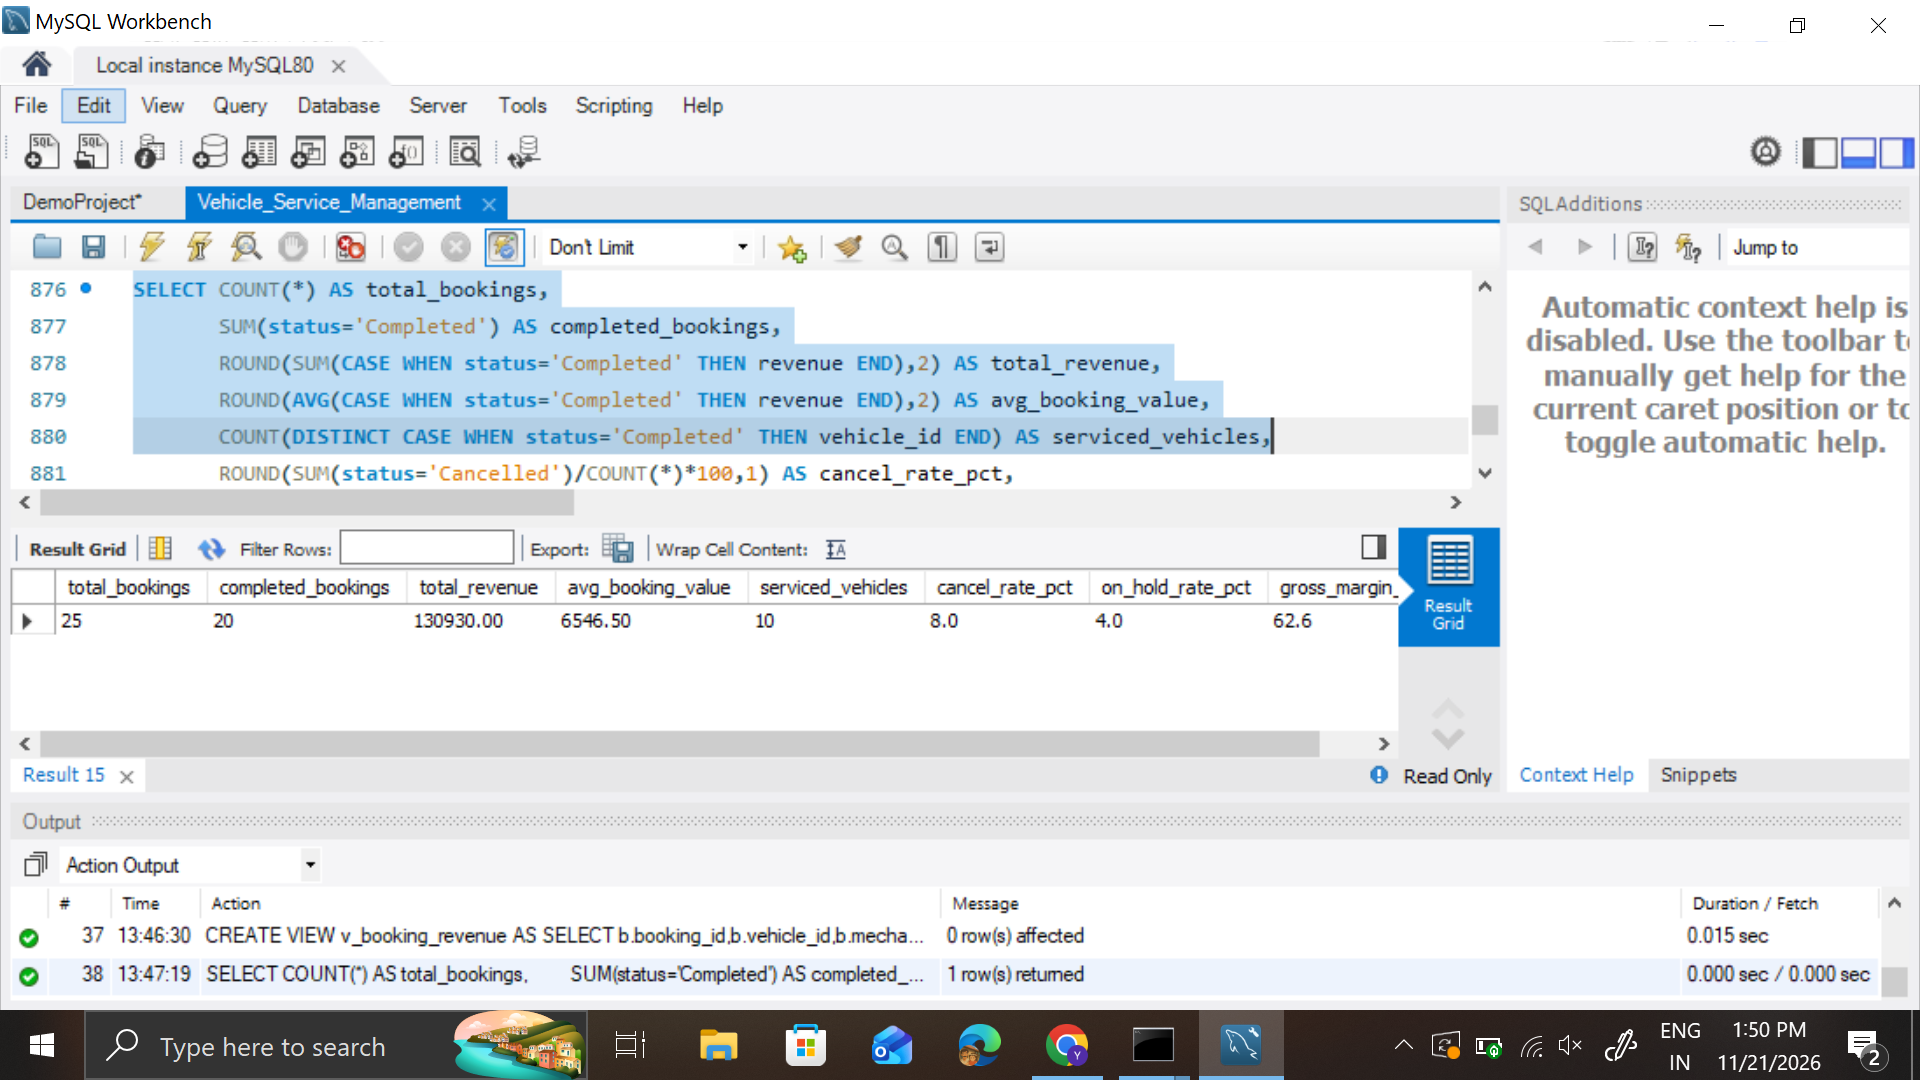 MySQL Workbench
Local instance MySQL80
File Edit View Query Database Server Tools Scripting Help
DemoProject* Vehicle_Service_Management
SQLAdditions
Don't Limit
Jump to
876 SELECT COUNT(*) AS total_bookings,
877 SUM(status='Completed') AS completed_bookings,
878 ROUND(SUM(CASE WHEN status='Completed' THEN revenue END),2) AS total_revenue,
879 ROUND(AVG(CASE WHEN status='Completed' THEN revenue END),2) AS avg_booking_value,
880 COUNT(DISTINCT CASE WHEN status='Completed' THEN vehicle_id END) AS serviced_vehicles,
881 ROUND(SUM(status='Cancelled')/COUNT(*)*100,1) AS cancel_rate_pct,
Automatic context help is
disabled. Use the toolbar to
manually get help for the
current caret position or to
toggle automatic help.
Result Grid Filter Rows: Export: Wrap Cell Content:
total_bookings completed_bookings total_revenue avg_booking_value serviced_vehicles cancel_rate_pct on_hold_rate_pct gross_margin_
25 20 130930.00 6546.50 10 8.0 4.0 62.6
Result
Grid
Result 15
Read Only
Context Help Snippets
Output
Action Output
# Time Action Message Duration / Fetch
37 13:46:30 CREATE VIEW v_booking_revenue AS SELECT b.booking_id,b.vehicle_id,b.mecha... 0 row(s) affected 0.015 sec
38 13:47:19 SELECT COUNT(*) AS total_bookings, SUM(status='Completed') AS completed_... 1 row(s) returned 0.000 sec / 0.000 sec
Type here to search
ENG
IN
1:50 PM
11/21/2026
2